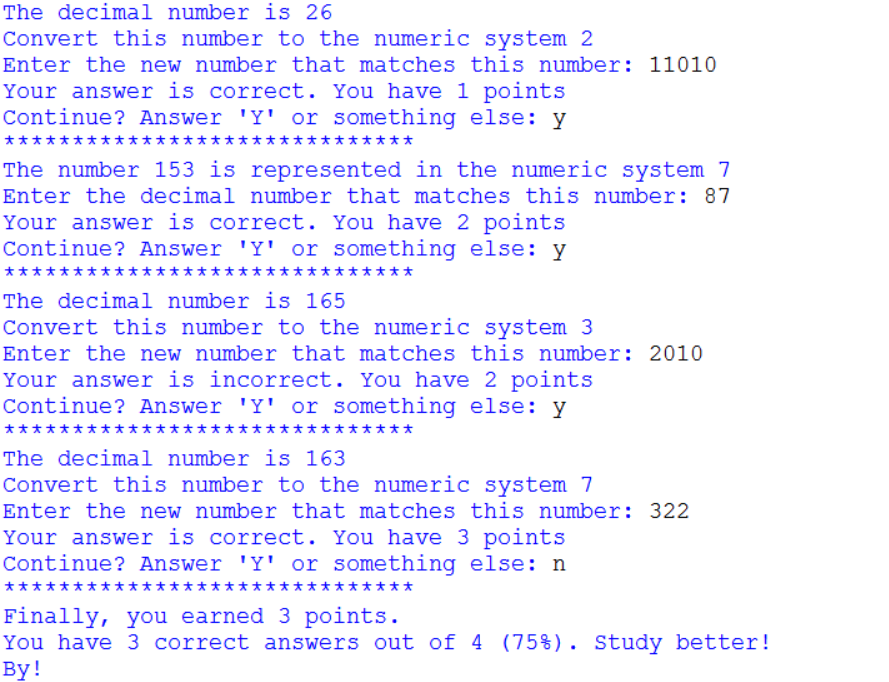 The decimal number is 26
Convert this number to the numeric system 2
Enter the new number that matches this number: 11010
Your answer is correct. You have 1 points
Continue? Answer 'Y' or something else: y
******************************
The number 153 is represented in the numeric system 7
Enter the decimal number that matches this number: 87
Your answer is correct. You have 2 points
Continue? Answer 'Y' or something else: y
******************************
The decimal number is 165
Convert this number to the numeric system 3
Enter the new number that matches this number: 2010
Your answer is incorrect. You have 2 points
Continue? Answer 'Y' or something else: y
******************************
The decimal number is 163
Convert this number to the numeric system 7
Enter the new number that matches this number: 322
Your answer is correct. You have 3 points
Continue? Answer 'Y' or something else: n
******************************
Finally, you earned 3 points.
You have 3 correct answers out of 4 (75%). Study better!
By!